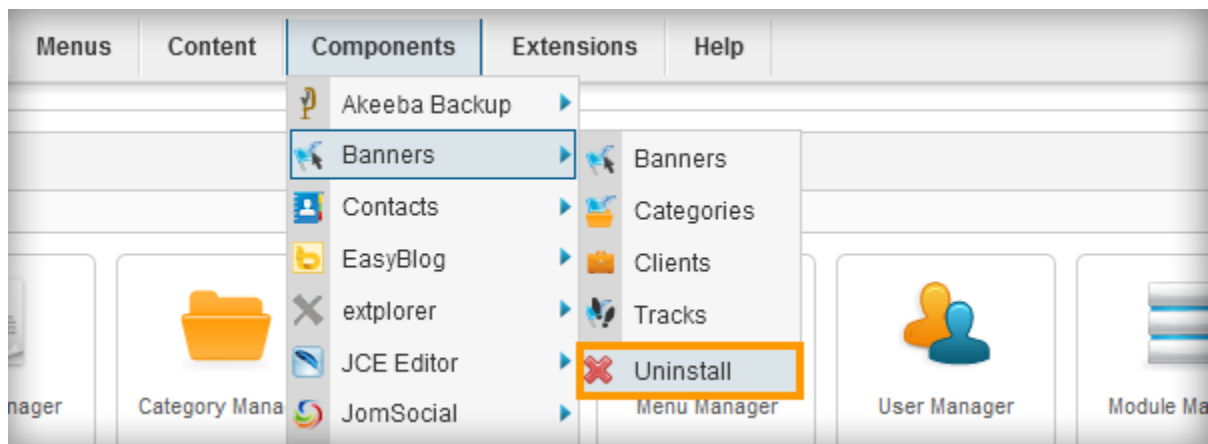 Menus Content Components Extensions Help
Akeeba Backup
Banners
Contacts
EasyBlog
extplorer
JCE Editor
JomSocial
Banners
Categories
Clients
Tracks
Uninstall
Category Mana
Menu Manager
User Manager
Module Ma